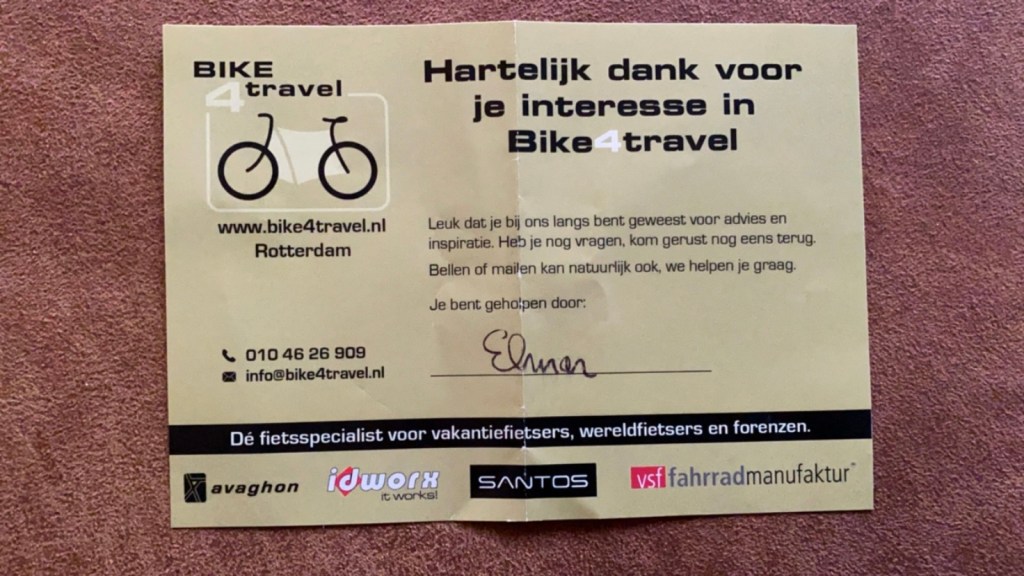 BIKE
4travel
www.bike4travel.nl
Rotterdam
010 46 26 909
info@bike4travel.nl
Hartelijk dank voor
je interesse in
Bike4travel
Leuk dat je bij ons langs bent geweest voor advies en
inspiratie. Heb je nog vragen, kom gerust nog eens terug.
Bellen of mailen kan natuurlijk ook, we helpen je graag.
Je bent geholpen door:
Elmar
Dé fietsspecialist voor vakantiefietsers, wereldfietsers en forenzen.
avaghon
idworx
it works!
SANTOS
vsf fahrradmanufaktur